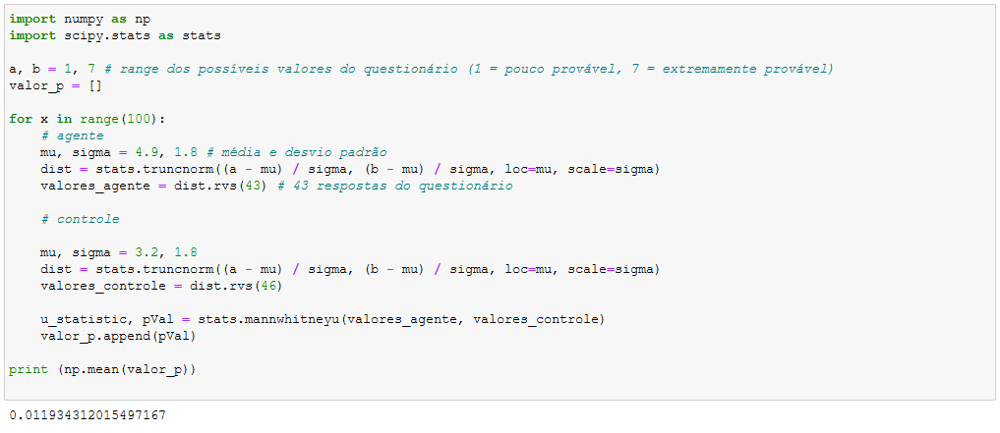 import numpy as np
import scipy.stats as stats

a, b = 1, 7 # range dos possíveis valores do questionário (1 = pouco provável, 7 = extremamente provável)
valor_p = []

for x in range(100):
    # agente
    mu, sigma = 4.9, 1.8 # média e desvio padrão
    dist = stats.truncnorm((a - mu) / sigma, (b - mu) / sigma, loc=mu, scale=sigma)
    valores_agente = dist.rvs(43) # 43 respostas do questionário

    # controle

    mu, sigma = 3.2, 1.8
    dist = stats.truncnorm((a - mu) / sigma, (b - mu) / sigma, loc=mu, scale=sigma)
    valores_controle = dist.rvs(46)

    u_statistic, pVal = stats.mannwhitneyu(valores_agente, valores_controle)
    valor_p.append(pVal)

print (np.mean(valor_p))

0.011934312015497167